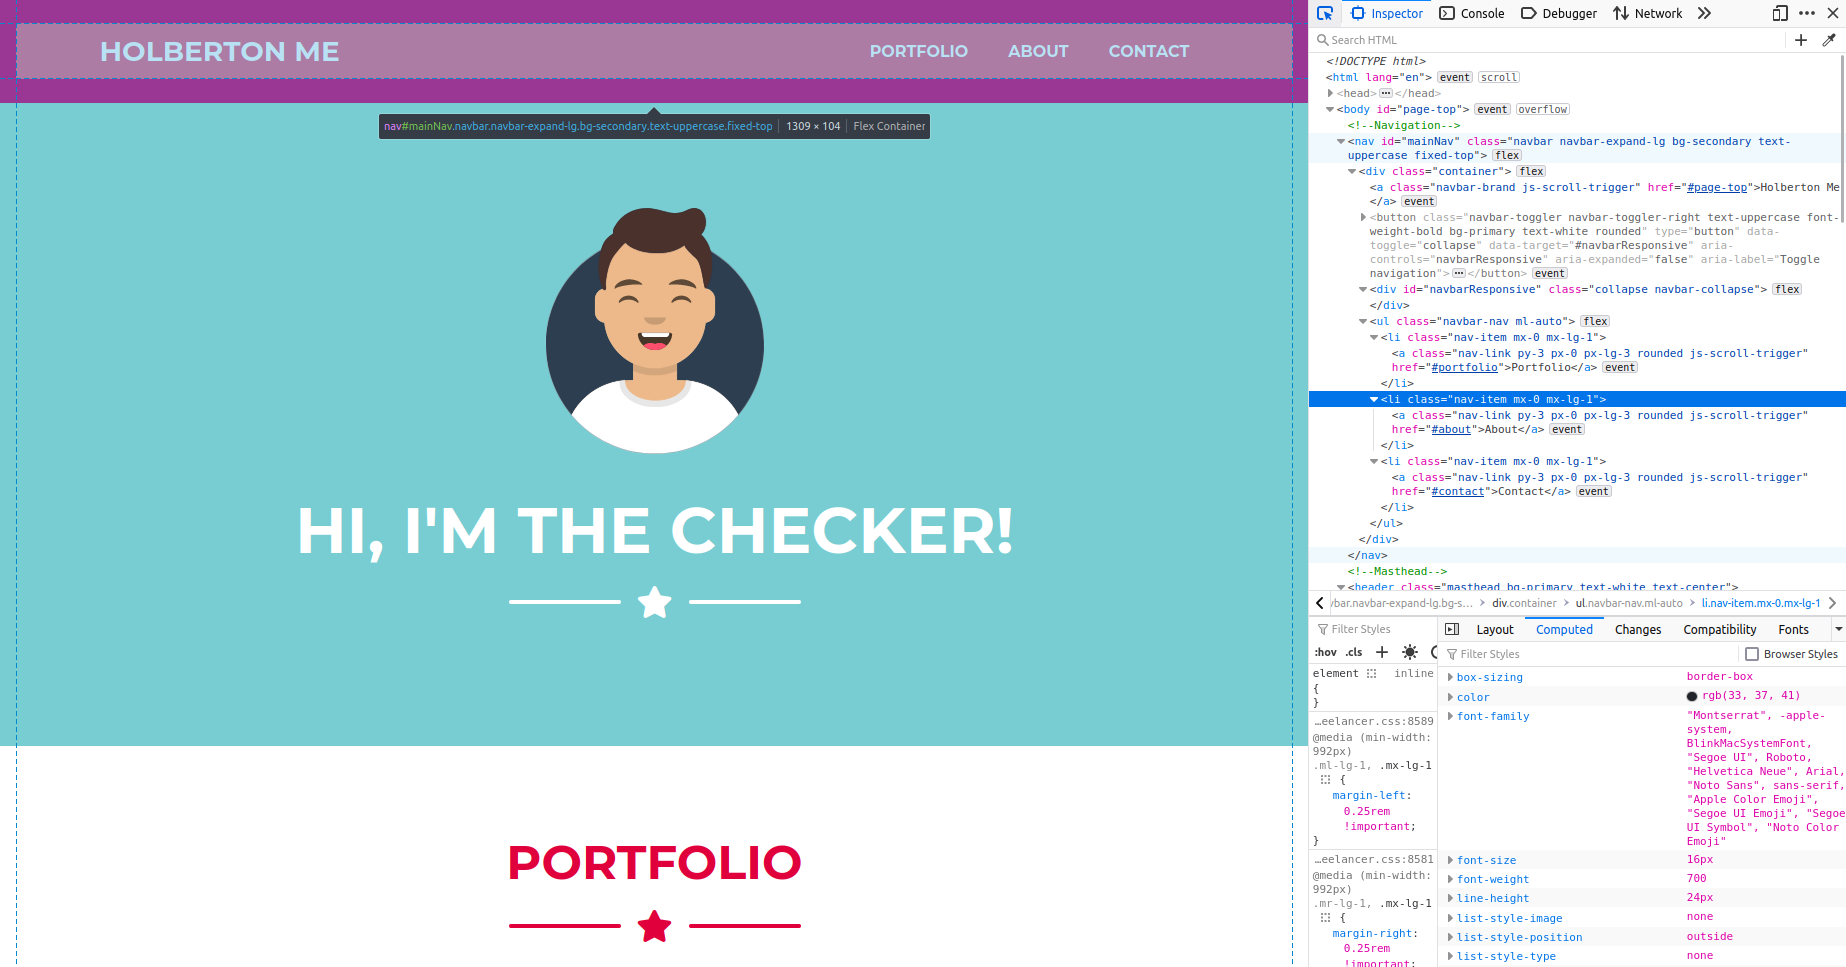 HOLBERTON ME
PORTFOLIO ABOUT CONTACT
nav#mainNav.navbar.navbar-expand-lg.bg-secondary.text-uppercase.fixed-top 1309 × 104 Flex Container
HI, I'M THE CHECKER!
PORTFOLIO
Inspector Console Debugger Network
Search HTML
<!DOCTYPE html>
<html lang="en"> event scroll
<head> ••• </head>
<body id="page-top"> event overflow
<!--Navigation-->
<nav id="mainNav" class="navbar navbar-expand-lg bg-secondary text-
uppercase fixed-top"> flex
<div class="container"> flex
<a class="navbar-brand js-scroll-trigger" href="#page-top">Holberton Me
</a> event
<button class="navbar-toggler navbar-toggler-right text-uppercase font-
weight-bold bg-primary text-white rounded" type="button" data-
toggle="collapse" data-target="#navbarResponsive" aria-
controls="navbarResponsive" aria-expanded="false" aria-label="Toggle
navigation"> ••• </button> event
<div id="navbarResponsive" class="collapse navbar-collapse"> flex
</div>
<ul class="navbar-nav ml-auto"> flex
<li class="nav-item mx-0 mx-lg-1">
<a class="nav-link py-3 px-0 px-lg-3 rounded js-scroll-trigger"
href="#portfolio">Portfolio</a> event
</li>
<li class="nav-item mx-0 mx-lg-1">
<a class="nav-link py-3 px-0 px-lg-3 rounded js-scroll-trigger"
href="#about">About</a> event
</li>
<li class="nav-item mx-0 mx-lg-1">
<a class="nav-link py-3 px-0 px-lg-3 rounded js-scroll-trigger"
href="#contact">Contact</a> event
</li>
</ul>
</div>
</nav>
<!--Masthead-->
<header class="masthead bg-primary text-white text-center">
vbar.navbar-expand-lg.bg-s... div.container ul.navbar-nav.ml-auto li.nav-item.mx-0.mx-lg-1
Filter Styles
:hov .cls
element inline
{
}
...eelancer.css:8589
@media (min-width:
992px)
.ml-lg-1, .mx-lg-1
{
margin-left:
0.25rem
!important;
}
...eelancer.css:8581
@media (min-width:
992px)
.mr-lg-1, .mx-lg-1
{
margin-right:
0.25rem
!important;
Layout Computed Changes Compatibility Fonts
Filter Styles Browser Styles
box-sizing border-box
color rgb(33, 37, 41)
font-family "Montserrat", -apple-
system,
BlinkMacSystemFont,
"Segoe UI", Roboto,
"Helvetica Neue", Arial,
"Noto Sans", sans-serif,
"Apple Color Emoji",
"Segoe UI Emoji", "Segoe
UI Symbol", "Noto Color
Emoji"
font-size 16px
font-weight 700
line-height 24px
list-style-image none
list-style-position outside
list-style-type none